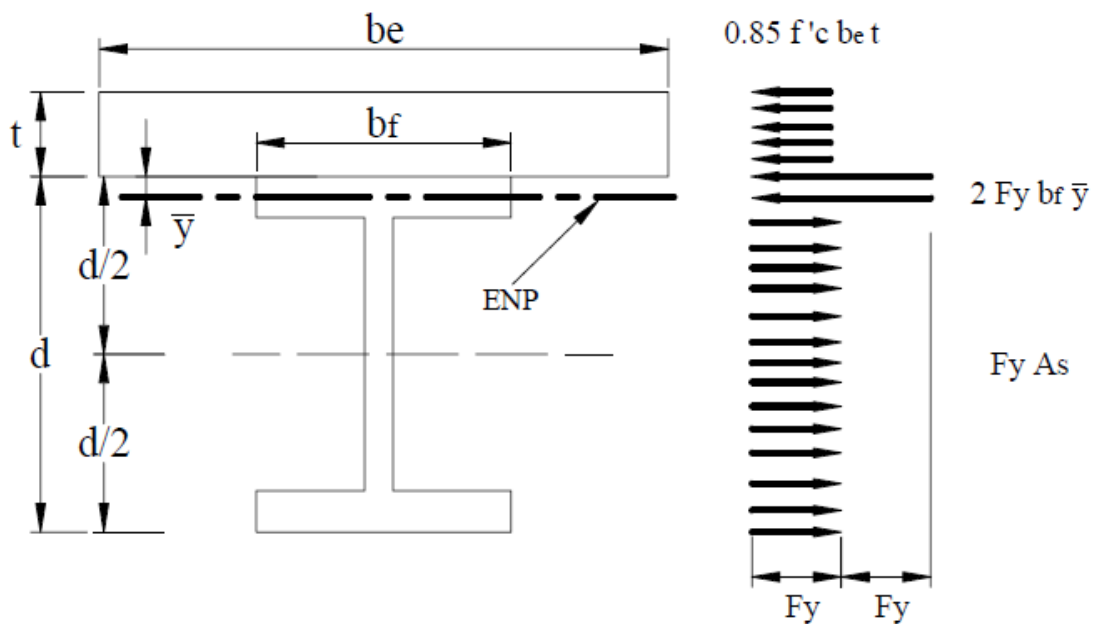 be
0.85 f 'c be t
t
bf
2 Fy bf ȳ
ȳ
d/2
ENP
d
Fy As
d/2
Fy Fy